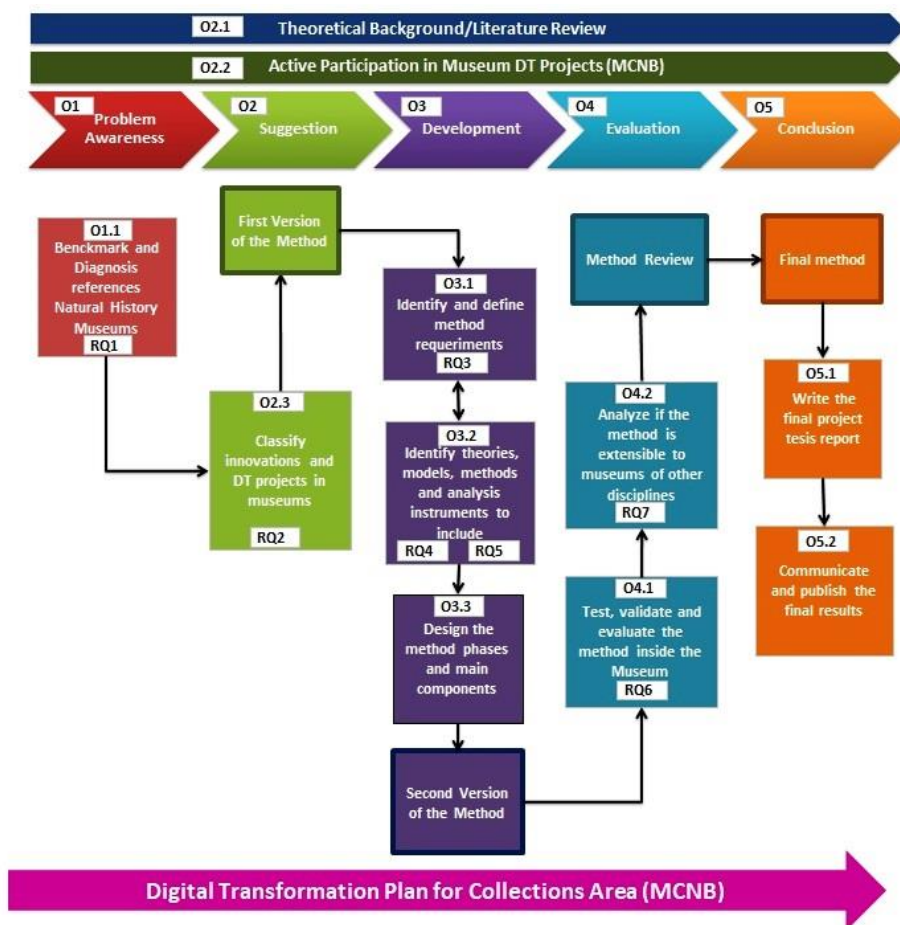 O2.1
Theoretical Background/Literature Review
O2.2
Active Participation in Museum DT Projects (MCNB)
O1
Problem
Awareness
O2
Suggestion
O3
Development
O4
Evaluation
O5
Conclusion
O1.1
Benckmark and
Diagnosis
references
Natural History
Museums
RQ1
First Version
of the Method
O2.3
Classify
innovations and
DT projects in
museums
RQ2
O3.1
Identify and define
method
requeriments
RQ3
O3.2
Identify theories,
models, methods
and analysis
instruments to
include
RQ4 RQ5
O3.3
Design the
method phases
and main
components
Second Version
of the Method
Method Review
O4.2
Analyze if the
method is
extensible to
museums of other
disciplines
RQ7
O4.1
Test, validate and
evaluate the
method inside the
Museum
RQ6
Final method
O5.1
Write the
final project
tesis report
O5.2
Communicate
and publish the
final results
Digital Transformation Plan for Collections Area (MCNB)